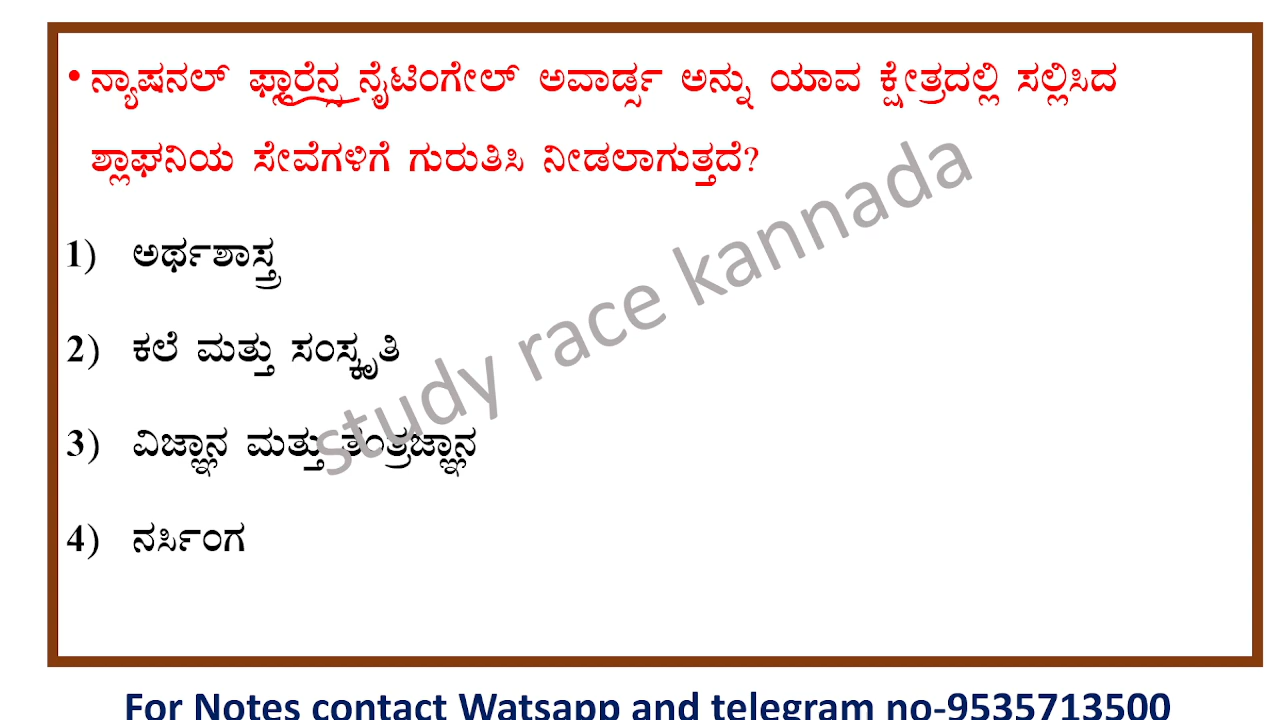 • ನ್ಯಾಷನಲ್ ಫ್ಲಾರೆನ್ಸ ನೈಟಿಂಗೇಲ್ ಅವಾರ್ಡ್ಸ ಅನ್ನು ಯಾವ ಕ್ಷೇತ್ರದಲ್ಲಿ ಸಲ್ಲಿಸಿದ
ಶ್ಲಾಘನಿಯ ಸೇವೆಗಳಿಗೆ ಗುರುತಿಸಿ ನೀಡಲಾಗುತ್ತದೆ?
1) ಅರ್ಥಶಾಸ್ತ್ರ
2) ಕಲೆ ಮತ್ತು ಸಂಸ್ಕೃತಿ
3) ವಿಜ್ಞಾನ ಮತ್ತು ತಂತ್ರಜ್ಞಾನ
4) ನರ್ಸಿಂಗ
study race kannada
For Notes contact Watsapp and telegram no-9535713500